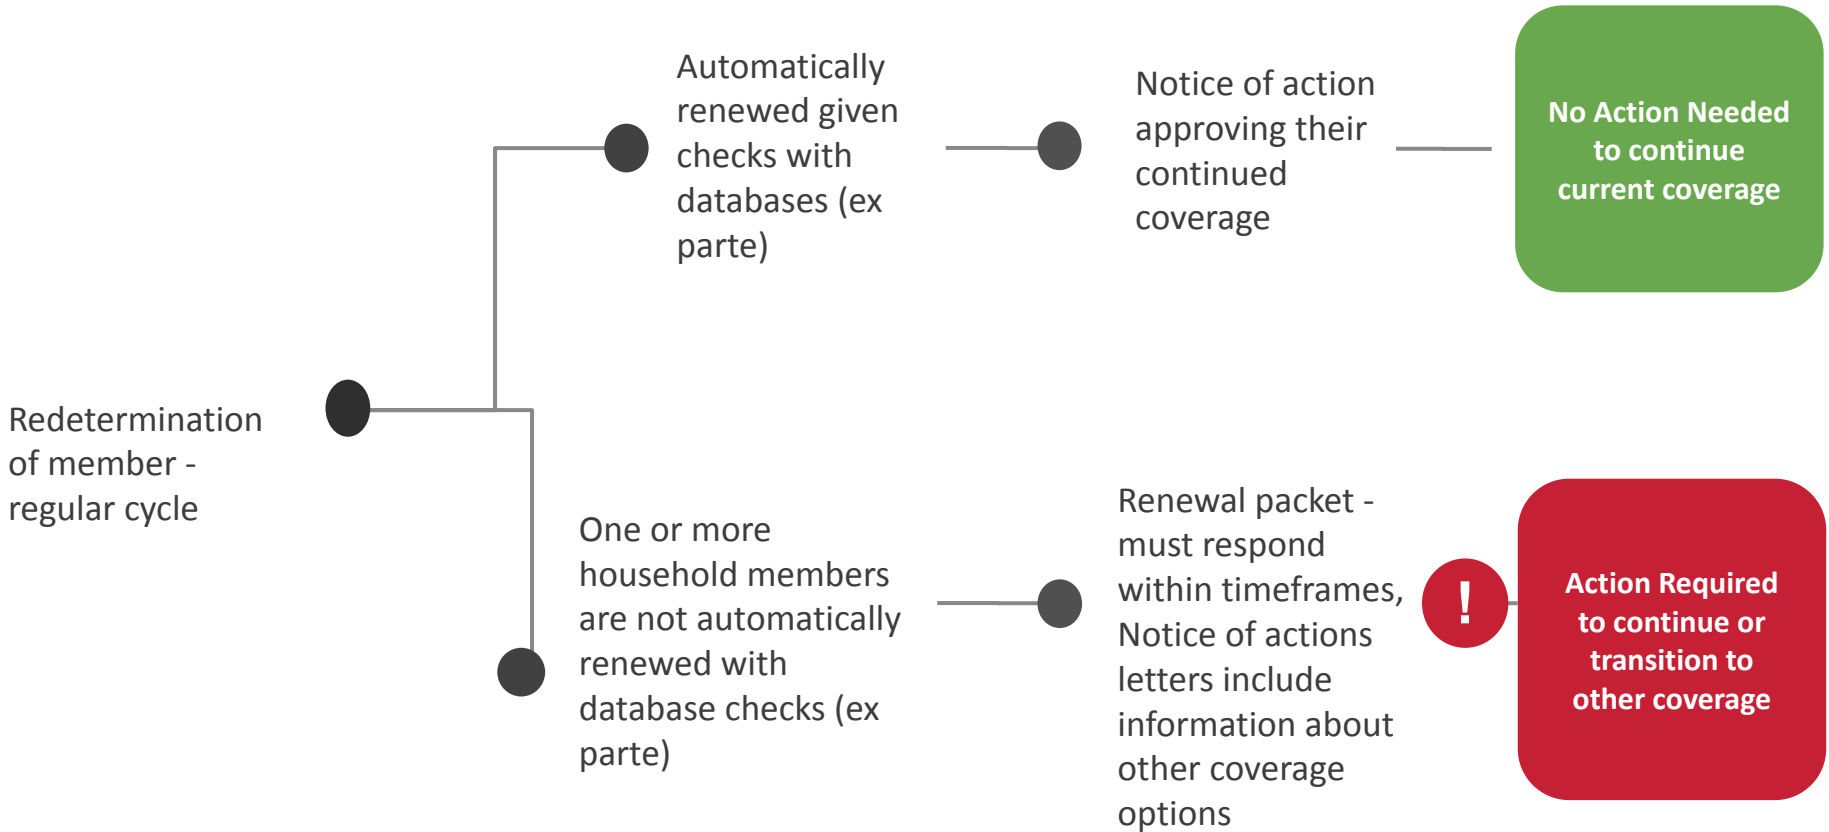 Redetermination
of member -
regular cycle
Automatically
renewed given
checks with
databases (ex
parte)
Notice of action
approving their
continued
coverage
No Action Needed
to continue
current coverage
One or more
household members
are not automatically
renewed with
database checks (ex
parte)
Renewal packet -
must respond
within timeframes,
Notice of actions
letters include
information about
other coverage
options
!
Action Required
to continue or
transition to
other coverage